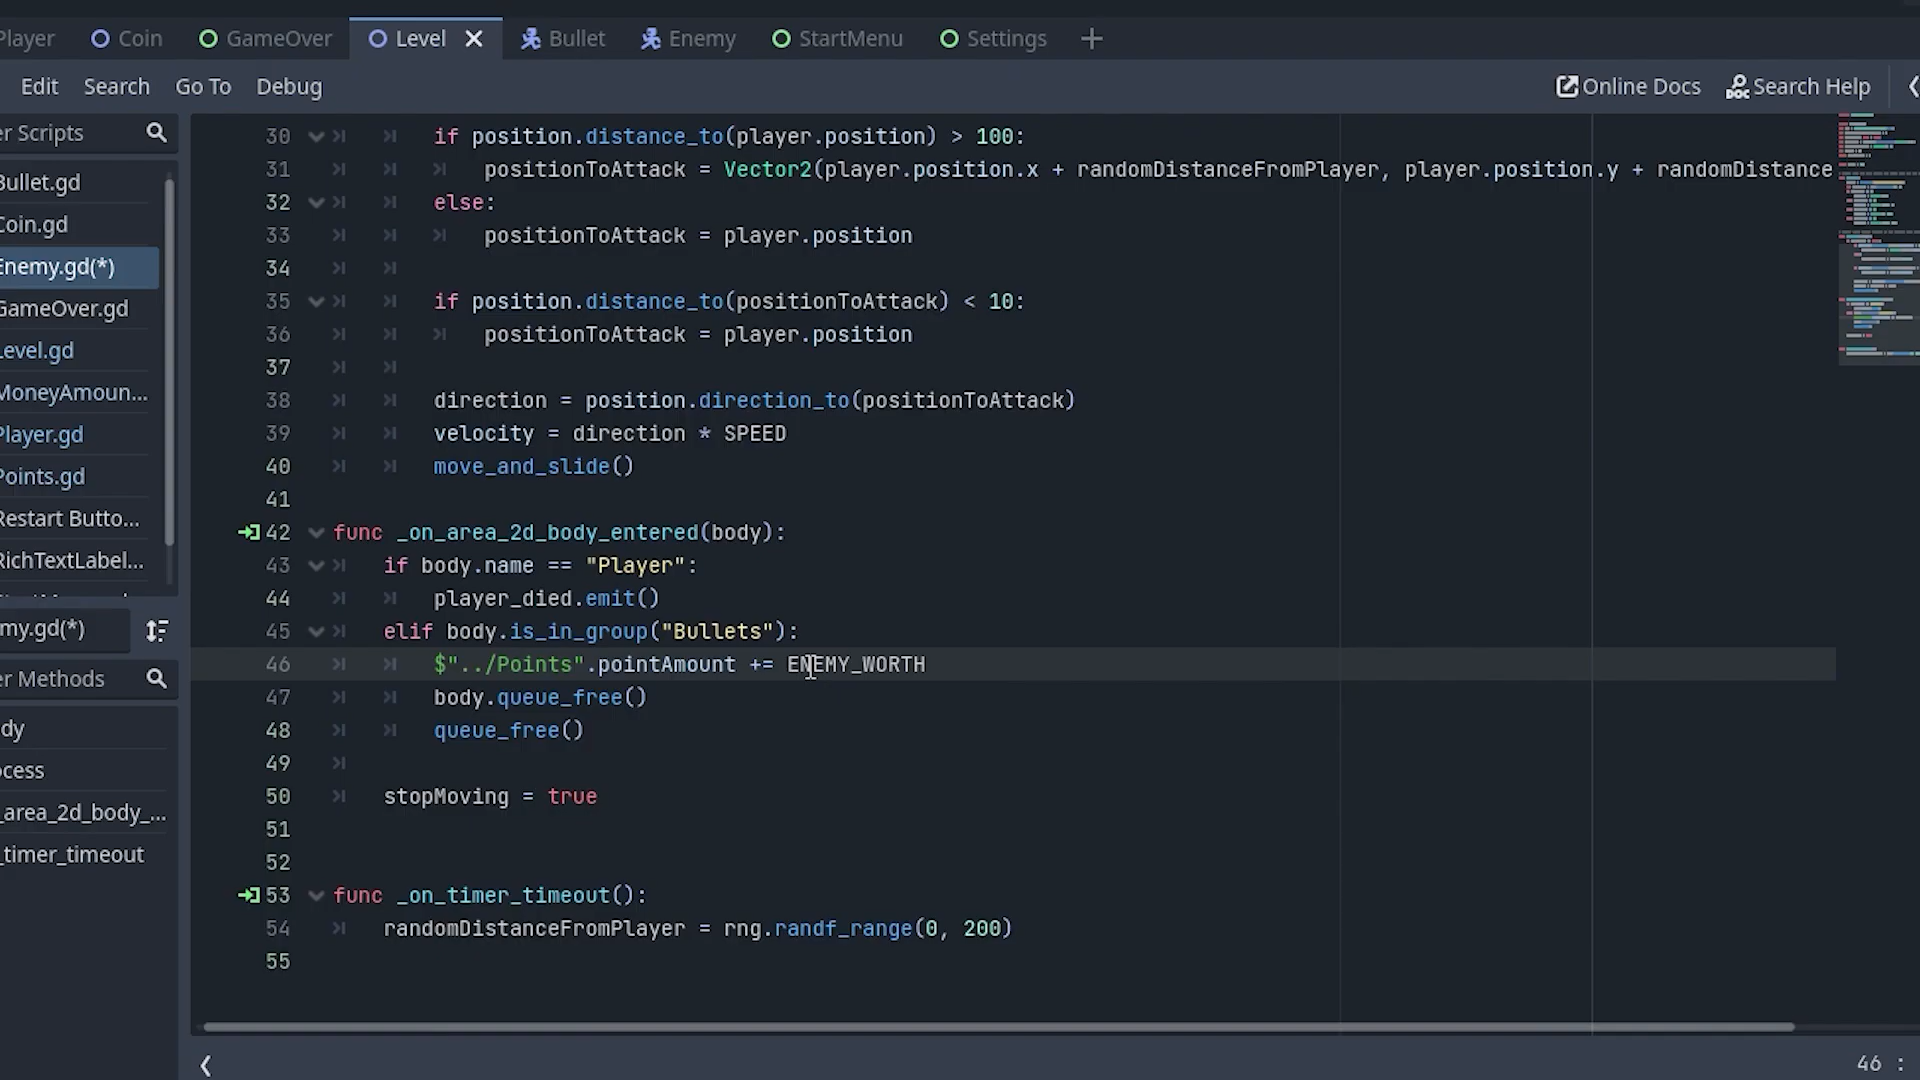 Player Coin GameOver Level Bullet Enemy StartMenu Settings
Edit Search Go To Debug Online Docs Search Help
er Scripts
Bullet.gd
Coin.gd
Enemy.gd(*)
GameOver.gd
Level.gd
MoneyAmoun...
Player.gd
Points.gd
Restart Butto...
RichTextLabel...
my.gd(*)
er Methods
dy
ocess
_area_2d_body_...
_timer_timeout
30 if position.distance_to(player.position) > 100:
31 positionToAttack = Vector2(player.position.x + randomDistanceFromPlayer, player.position.y + randomDistance
32 else:
33 positionToAttack = player.position
34
35 if position.distance_to(positionToAttack) < 10:
36 positionToAttack = player.position
37
38 direction = position.direction_to(positionToAttack)
39 velocity = direction * SPEED
40 move_and_slide()
41
42 func _on_area_2d_body_entered(body):
43 if body.name == "Player":
44 player_died.emit()
45 elif body.is_in_group("Bullets"):
46 $"../Points".pointAmount += ENEMY_WORTH
47 body.queue_free()
48 queue_free()
49
50 stopMoving = true
51
52
53 func _on_timer_timeout():
54 randomDistanceFromPlayer = rng.randf_range(0, 200)
55
46 :